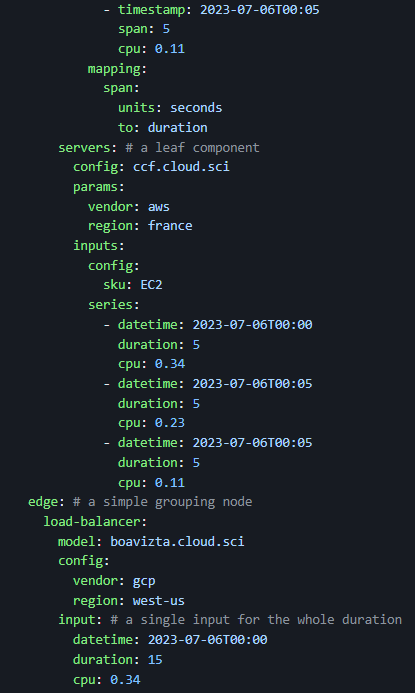 - timestamp: 2023-07-06T00:05
span: 5
cpu: 0.11
mapping:
span:
units: seconds
to: duration
servers: # a leaf component
config: ccf.cloud.sci
params:
vendor: aws
region: france
inputs:
config:
sku: EC2
series:
- datetime: 2023-07-06T00:00
duration: 5
cpu: 0.34
- datetime: 2023-07-06T00:05
duration: 5
cpu: 0.23
- datetime: 2023-07-06T00:05
duration: 5
cpu: 0.11
edge: # a simple grouping node
load-balancer:
model: boavizta.cloud.sci
config:
vendor: gcp
region: west-us
input: # a single input for the whole duration
datetime: 2023-07-06T00:00
duration: 15
cpu: 0.34